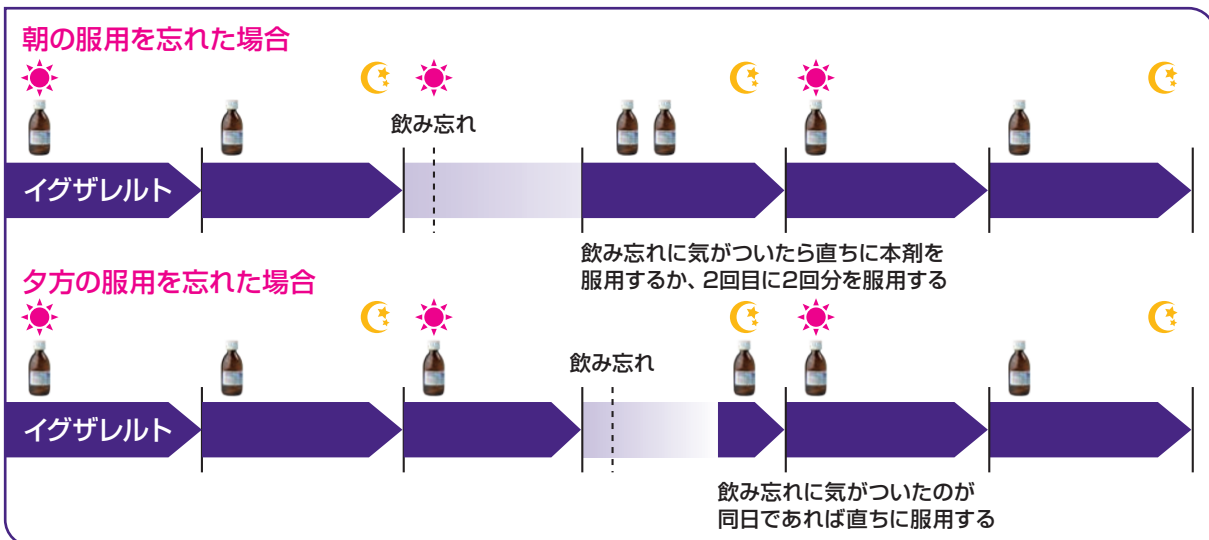 朝の服用を忘れた場合
飲み忘れ
イグザレルト
飲み忘れに気がついたら直ちに本剤を
服用するか、2回目に2回分を服用する
夕方の服用を忘れた場合
飲み忘れ
イグザレルト
飲み忘れに気がついたのが
同日であれば直ちに服用する